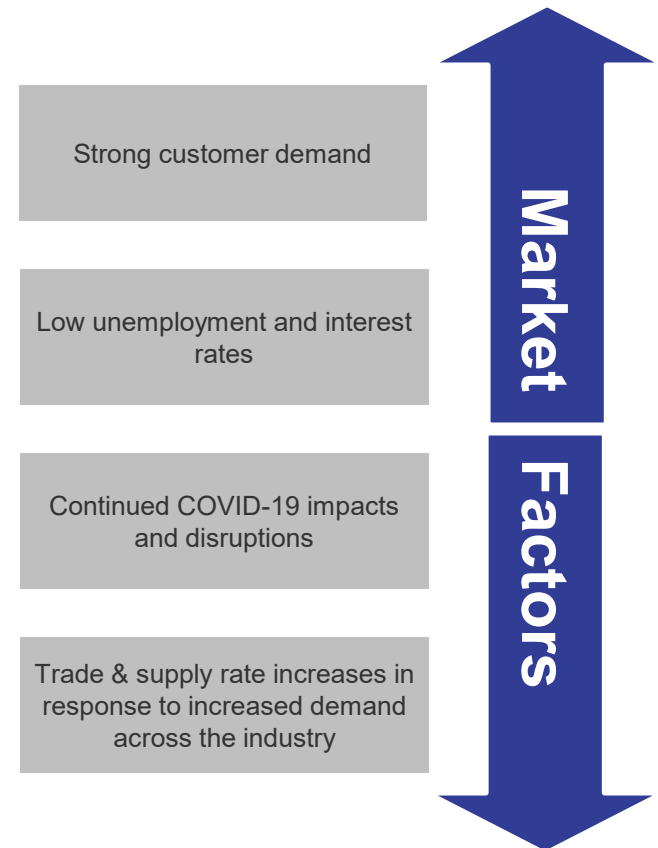 Strong customer demand
Low unemployment and interest
rates
Continued COVID-19 impacts
and disruptions
Trade & supply rate increases in
response to increased demand
across the industry
Market
Factors